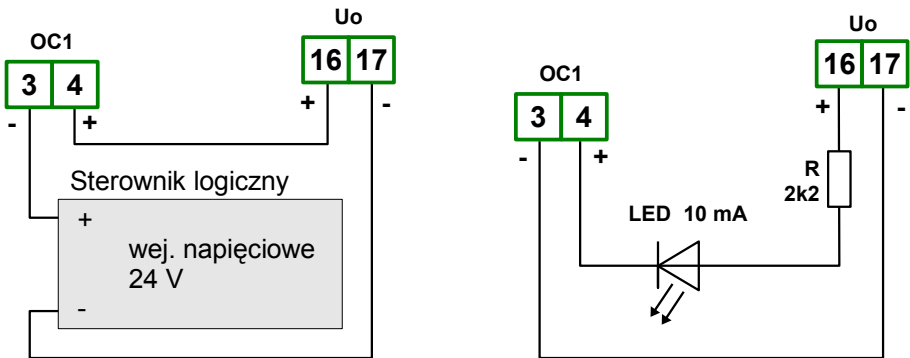 OC1
3 4
- +
Uo
16 17
+ -
Sterownik logiczny
+
wej. napięciowe
24 V
-
Uo
16 17
+ -
OC1
3 4
- +
R
2k2
LED 10 mA